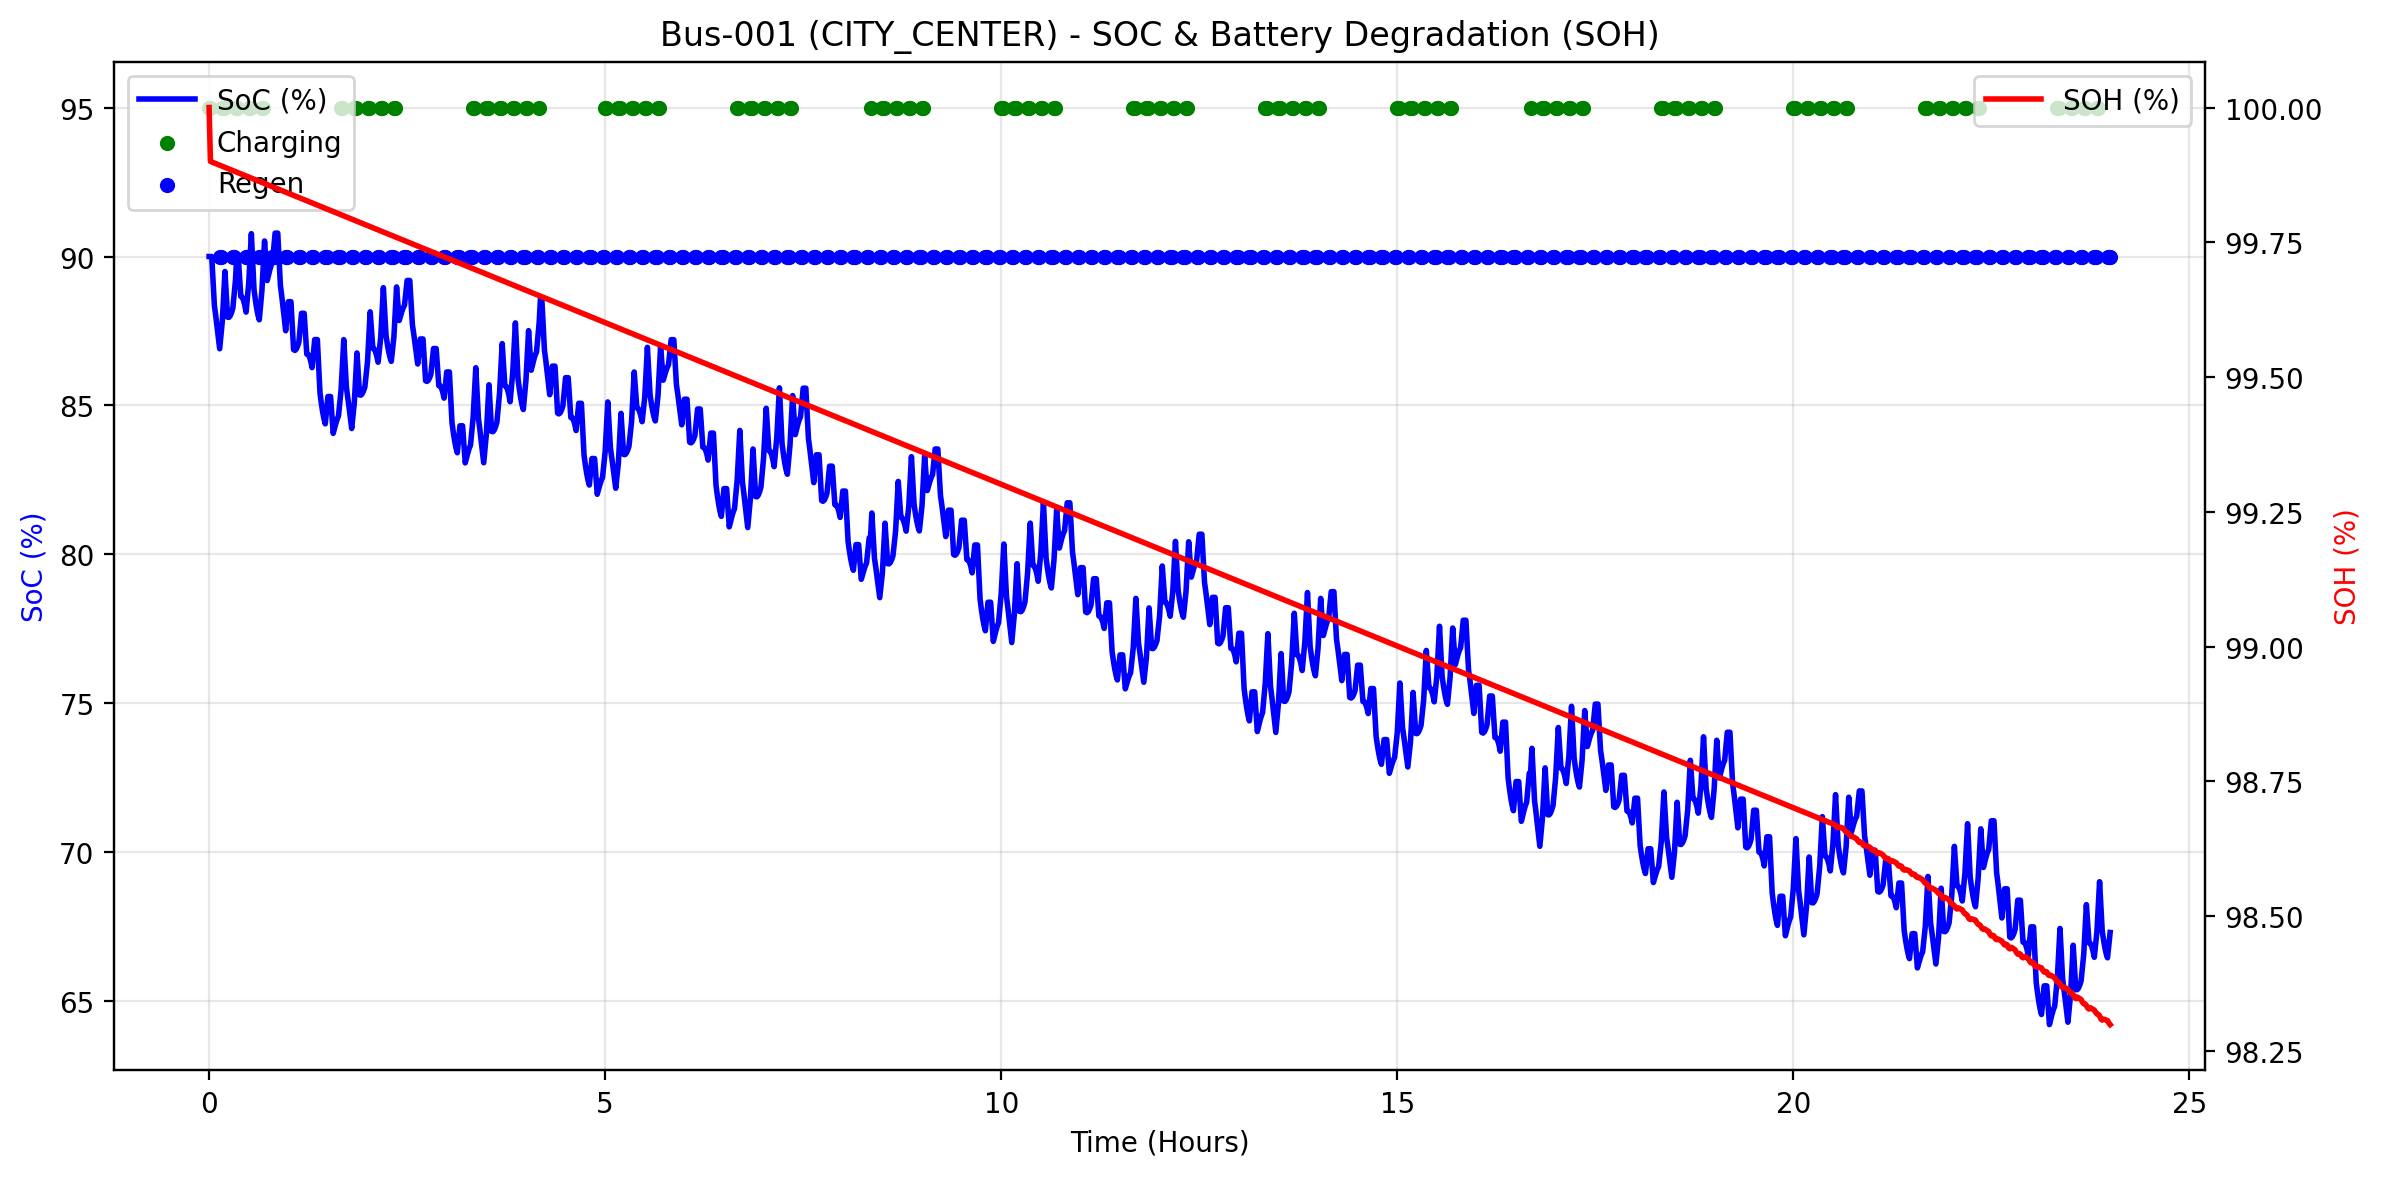 Bus-001 (CITY_CENTER) - SOC & Battery Degradation (SOH)
SoC (%)
Charging
Regen
SOH (%)
95
90
85
80
75
70
65
SoC (%)
100.00
99.75
99.50
99.25
99.00
98.75
98.50
98.25
SOH (%)
0 5 10 15 20 25
Time (Hours)